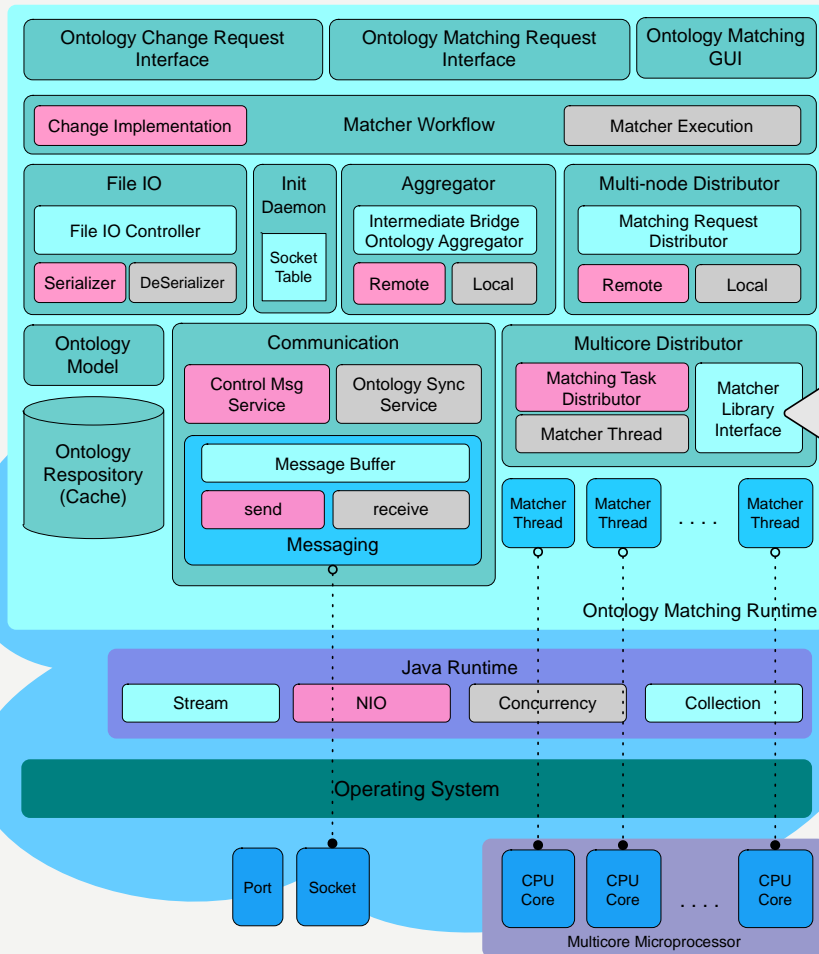 Ontology Change Request
Interface
Ontology Matching Request
Interface
Ontology Matching
GUI
Change Implementation
Matcher Workflow
Matcher Execution
File IO
File IO Controller
Serializer
DeSerializer
Init
Daemon
Socket
Table
Aggregator
Intermediate Bridge
Ontology Aggregator
Remote
Local
Multi-node Distributor
Matching Request
Distributor
Remote
Local
Ontology
Model
Ontology
Respository
(Cache)
Communication
Control Msg
Service
Ontology Sync
Service
Message Buffer
send
receive
Messaging
Multicore Distributor
Matching Task
Distributor
Matcher Thread
Matcher
Library
Interface
Matcher
Thread
Matcher
Thread
. . . .
Matcher
Thread
Ontology Matching Runtime
Java Runtime
Stream
NIO
Concurrency
Collection
Operating System
Port
Socket
CPU
Core
CPU
Core
. . . .
CPU
Core
Multicore Microprocessor